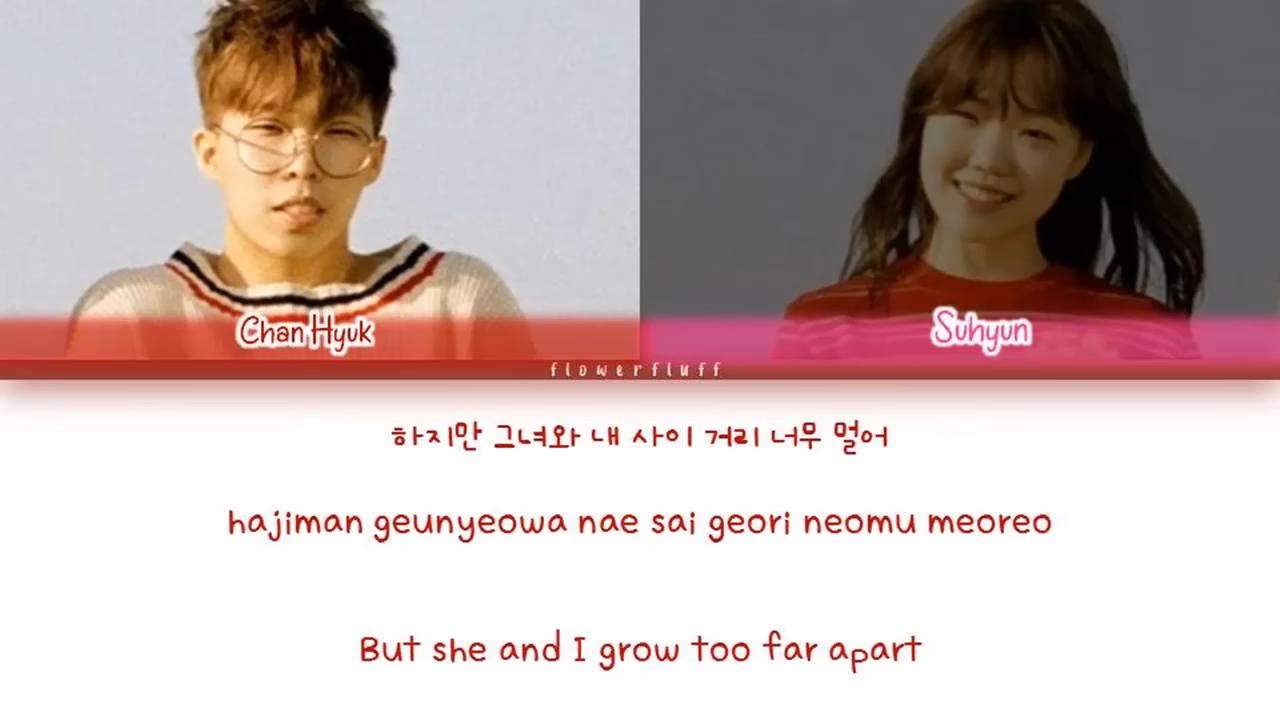 Chan Hyuk
Suhyun
flowerfluff
하지만 그녀와 내 사이 거리 너무 멀어
hajiman geunyeowa nae sai geori neomu meoreo
But she and I grow too far apart